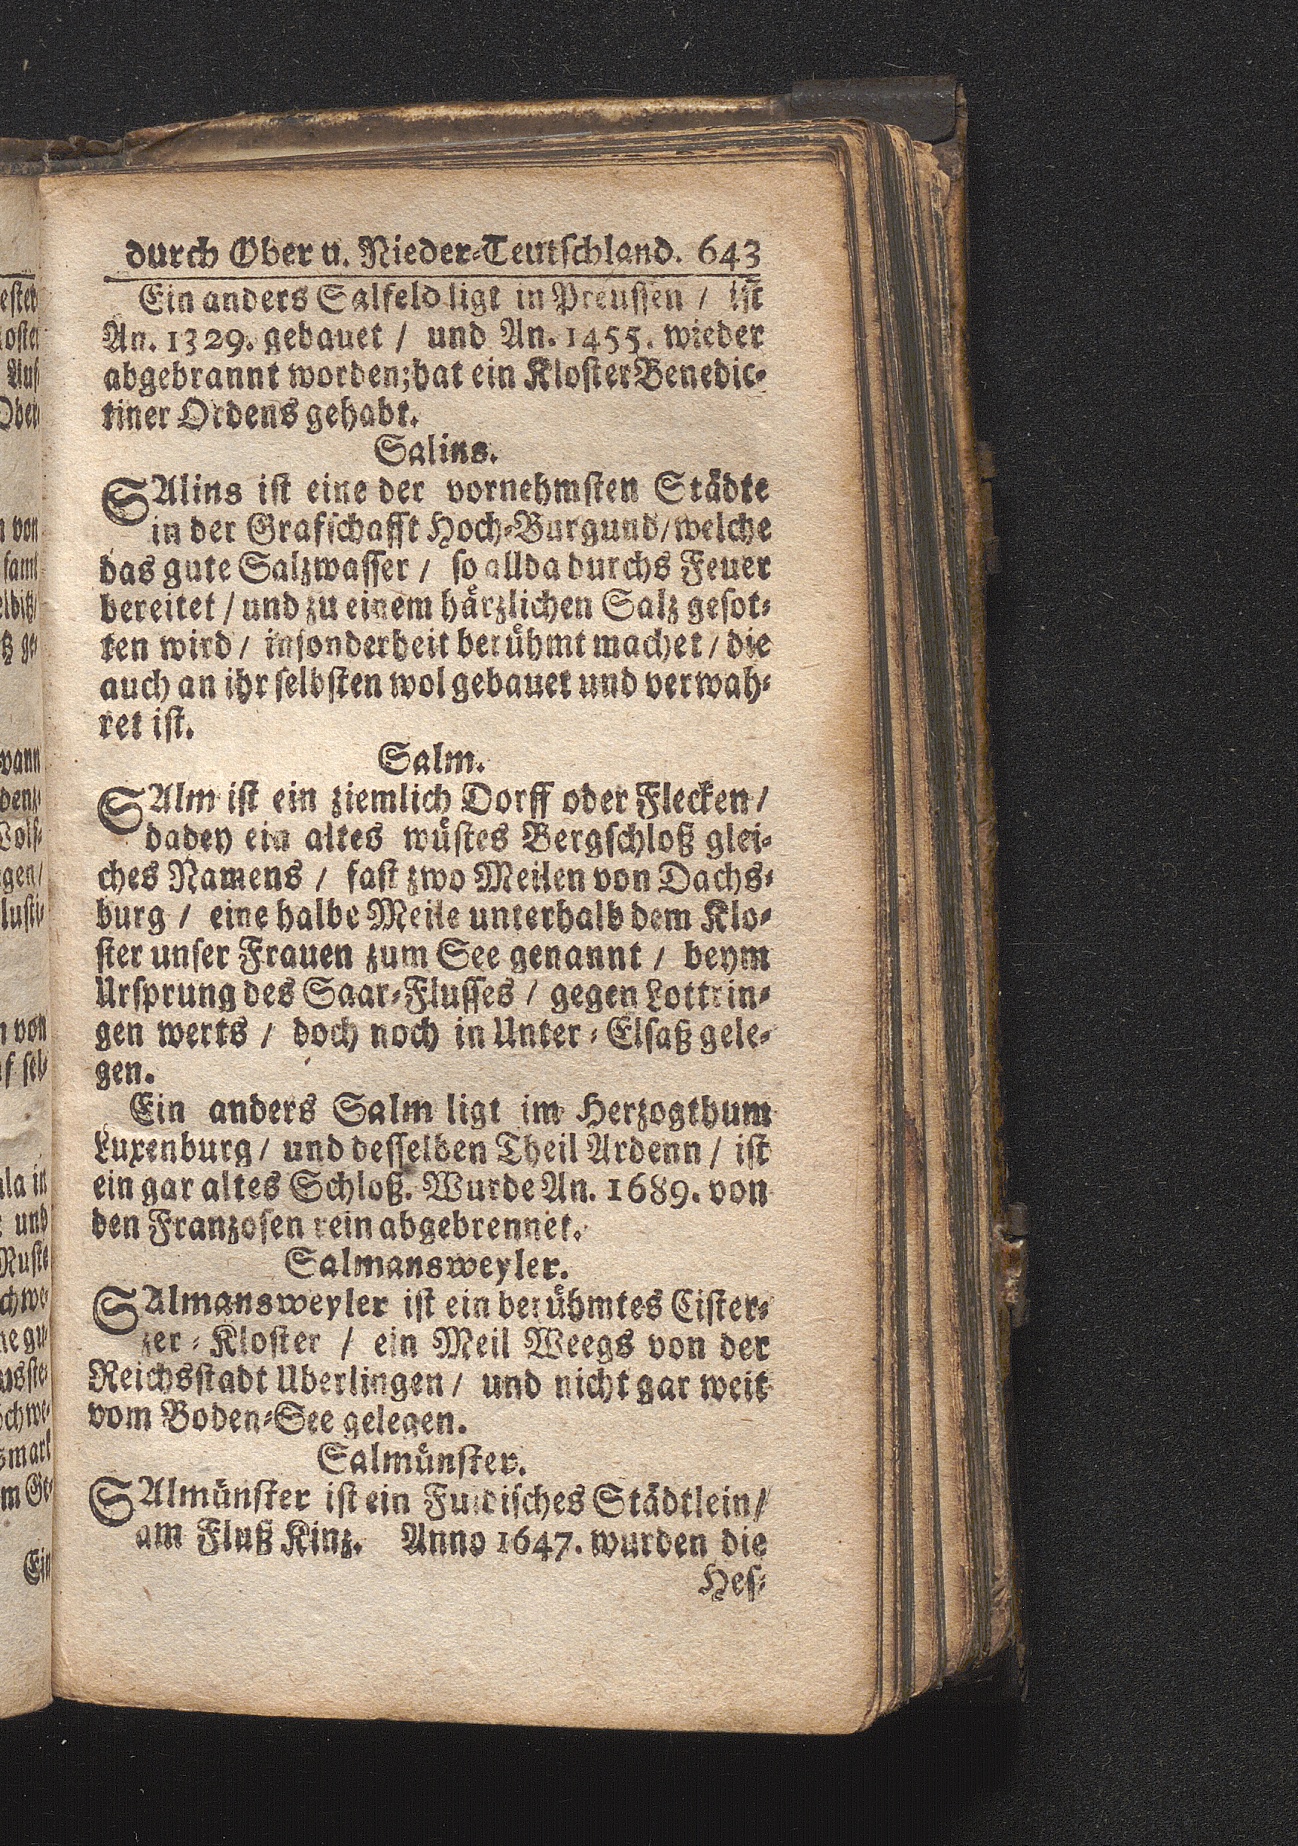 durch Ober u. Nieder-Teutschland. 643
Ein anders Salfeld ligt in Preussen / ist
An. 1329. gebauet / und An. 1455. wieder
abgebrannt worden; hat ein Kloster Benedic-
tiner Ordens gehabt.
Salins.
SAlins ist eine der vornehmsten Städte
in der Grafschafft Hoch-Burgund / welche
das gute Salzwasser / so allda durchs Feuer
bereitet / und zu einem härzlichen Salz gesot-
ten wird / insonderheit berühmt machet / die
auch an ihr selbsten wol gebauet und verwah-
ret ist.
Salm.
SAlm ist ein ziemlich Dorff oder Flecken /
dabey ein altes wüstes Bergschloß glei-
ches Namens / fast zwo Meilen von Dachs-
burg / eine halbe Meile unterhalb dem Klo-
ster unser Frauen zum See genannt / beym
Ursprung des Saar-Flusses / gegen Lottrin-
gen werts / doch noch in Unter-Elsaß gele-
gen.
Ein anders Salm ligt im Herzogthum
Luxenburg / und desselben Theil Ardenn / ist
ein gar altes Schloß. Wurde An. 1689. von
den Franzosen rein abgebrennet.
Salmansweyler.
SAlmansweyler ist ein berühmtes Cister-
zer-Kloster / ein Meil Weegs von der
Reichsstadt Uberlingen / und nicht gar weit
vom Boden-See gelegen.
Salmünster.
SAlmünster ist ein Fuldisches Städtlein /
am Fluß Kinz. Anno 1647. wurden die
Hes-